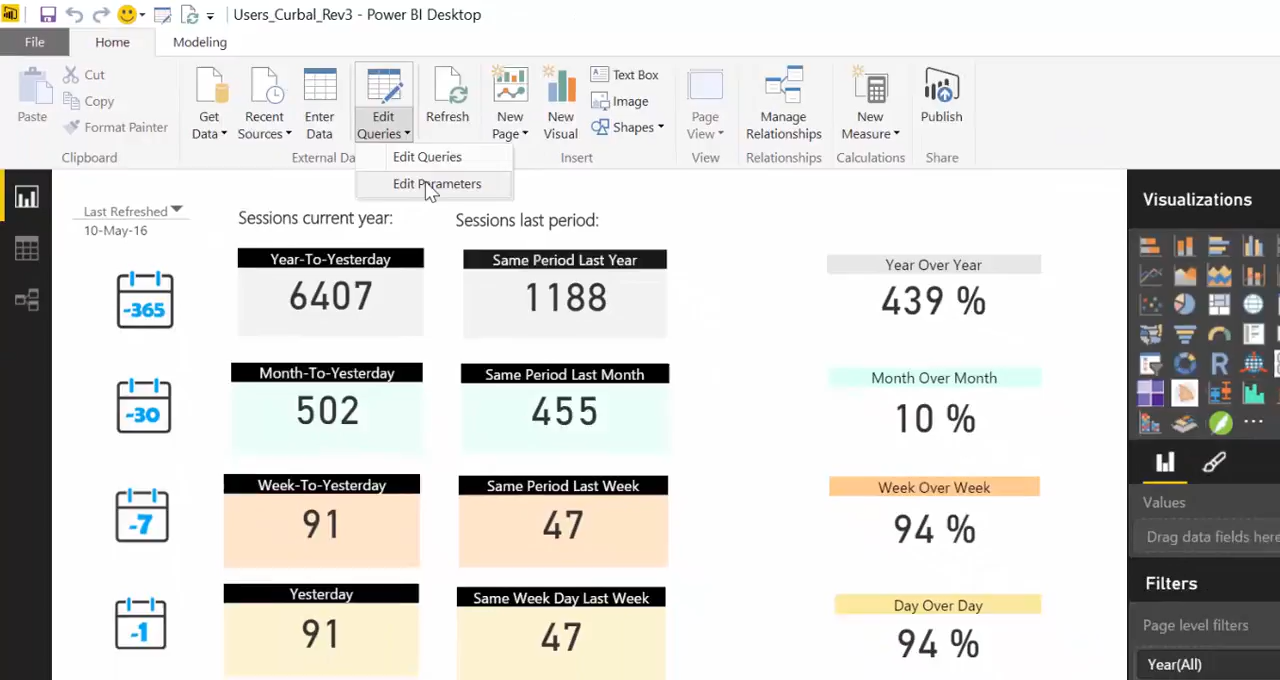 Users_Curbal_Rev3 - Power BI Desktop
File
Home
Modeling
Paste
Cut
Copy
Format Painter
Clipboard
Get
Data
Recent
Sources
Enter
Data
Edit
Queries
Refresh
External Da
New
Page
New
Visual
Text Box
Image
Shapes
Insert
Page
View
View
Manage
Relationships
Relationships
New
Measure
Calculations
Publish
Share
Edit Queries
Edit Parameters
Last Refreshed
10-May-16
Sessions current year:
Sessions last period:
-365
Year-To-Yesterday
6407
Same Period Last Year
1188
Year Over Year
439 %
-30
Month-To-Yesterday
502
Same Period Last Month
455
Month Over Month
10 %
-7
Week-To-Yesterday
91
Same Period Last Week
47
Week Over Week
94 %
-1
Yesterday
91
Same Week Day Last Week
47
Day Over Day
94 %
Visualizations
R
Values
Drag data fields here
Filters
Page level filters
Year(All)